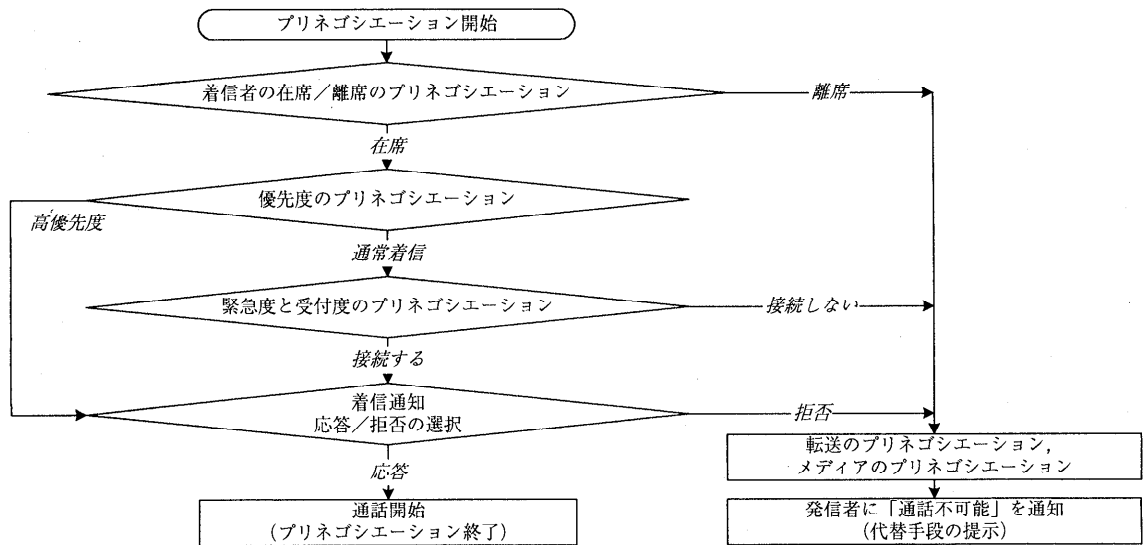 プリネゴシエーション開始
着信者の在席／離席のプリネゴシエーション
離席
在席
優先度のプリネゴシエーション
高優先度
通常着信
緊急度と受付度のプリネゴシエーション
接続しない
接続する
着信通知
応答／拒否の選択
拒否
転送のプリネゴシエーション,
メディアのプリネゴシエーション
応答
通話開始
(プリネゴシエーション終了)
発信者に「通話不可能」を通知
(代替手段の提示)